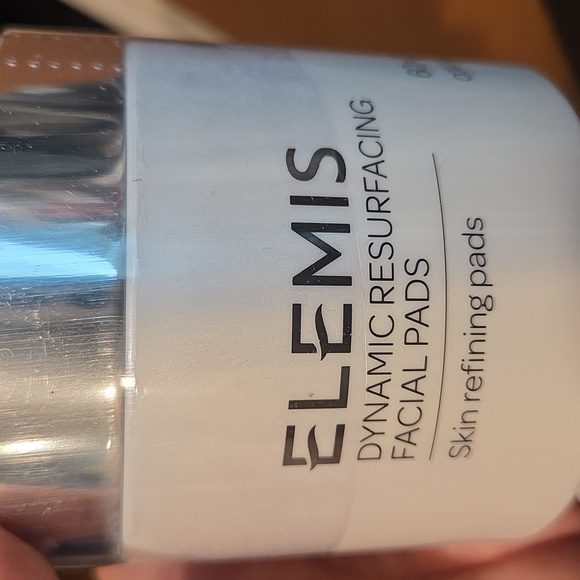 ELEMIS
DYNAMIC RESURFACING
FACIAL PADS
Skin refining pads